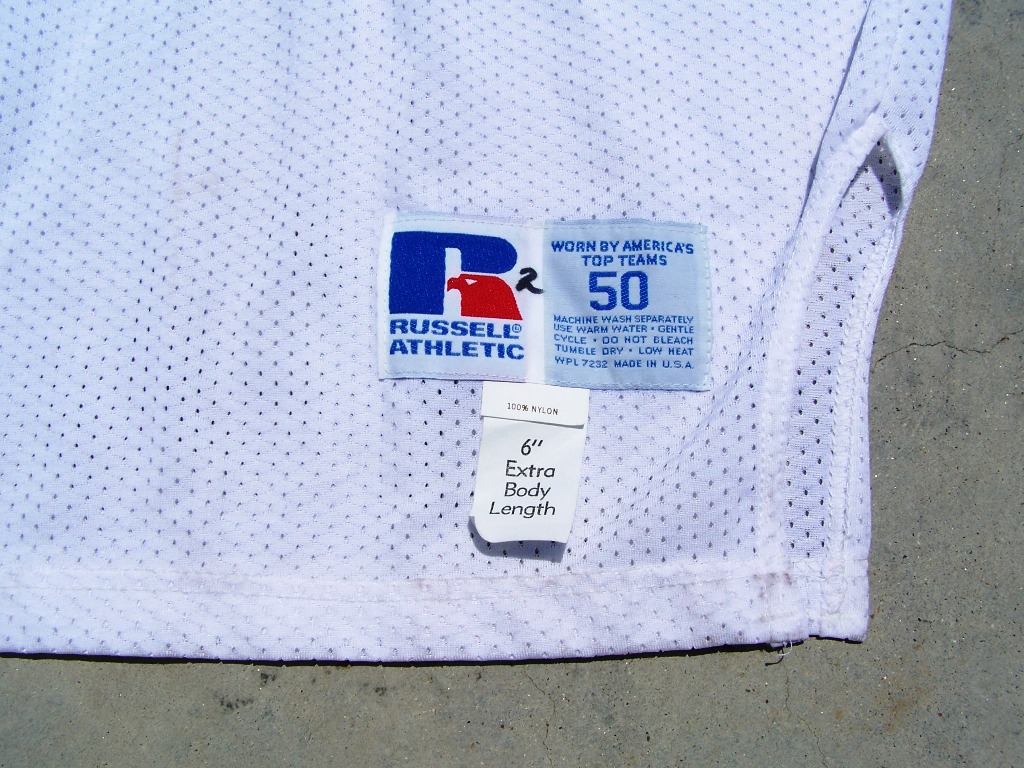 RUSSELL®
ATHLETIC
2
WORN BY AMERICA'S
TOP TEAMS
50
MACHINE WASH SEPARATELY
USE WARM WATER • GENTLE
CYCLE • DO NOT BLEACH
TUMBLE DRY • LOW HEAT
WPL 7232 MADE IN U.S.A.
100% NYLON
6"
Extra
Body
Length